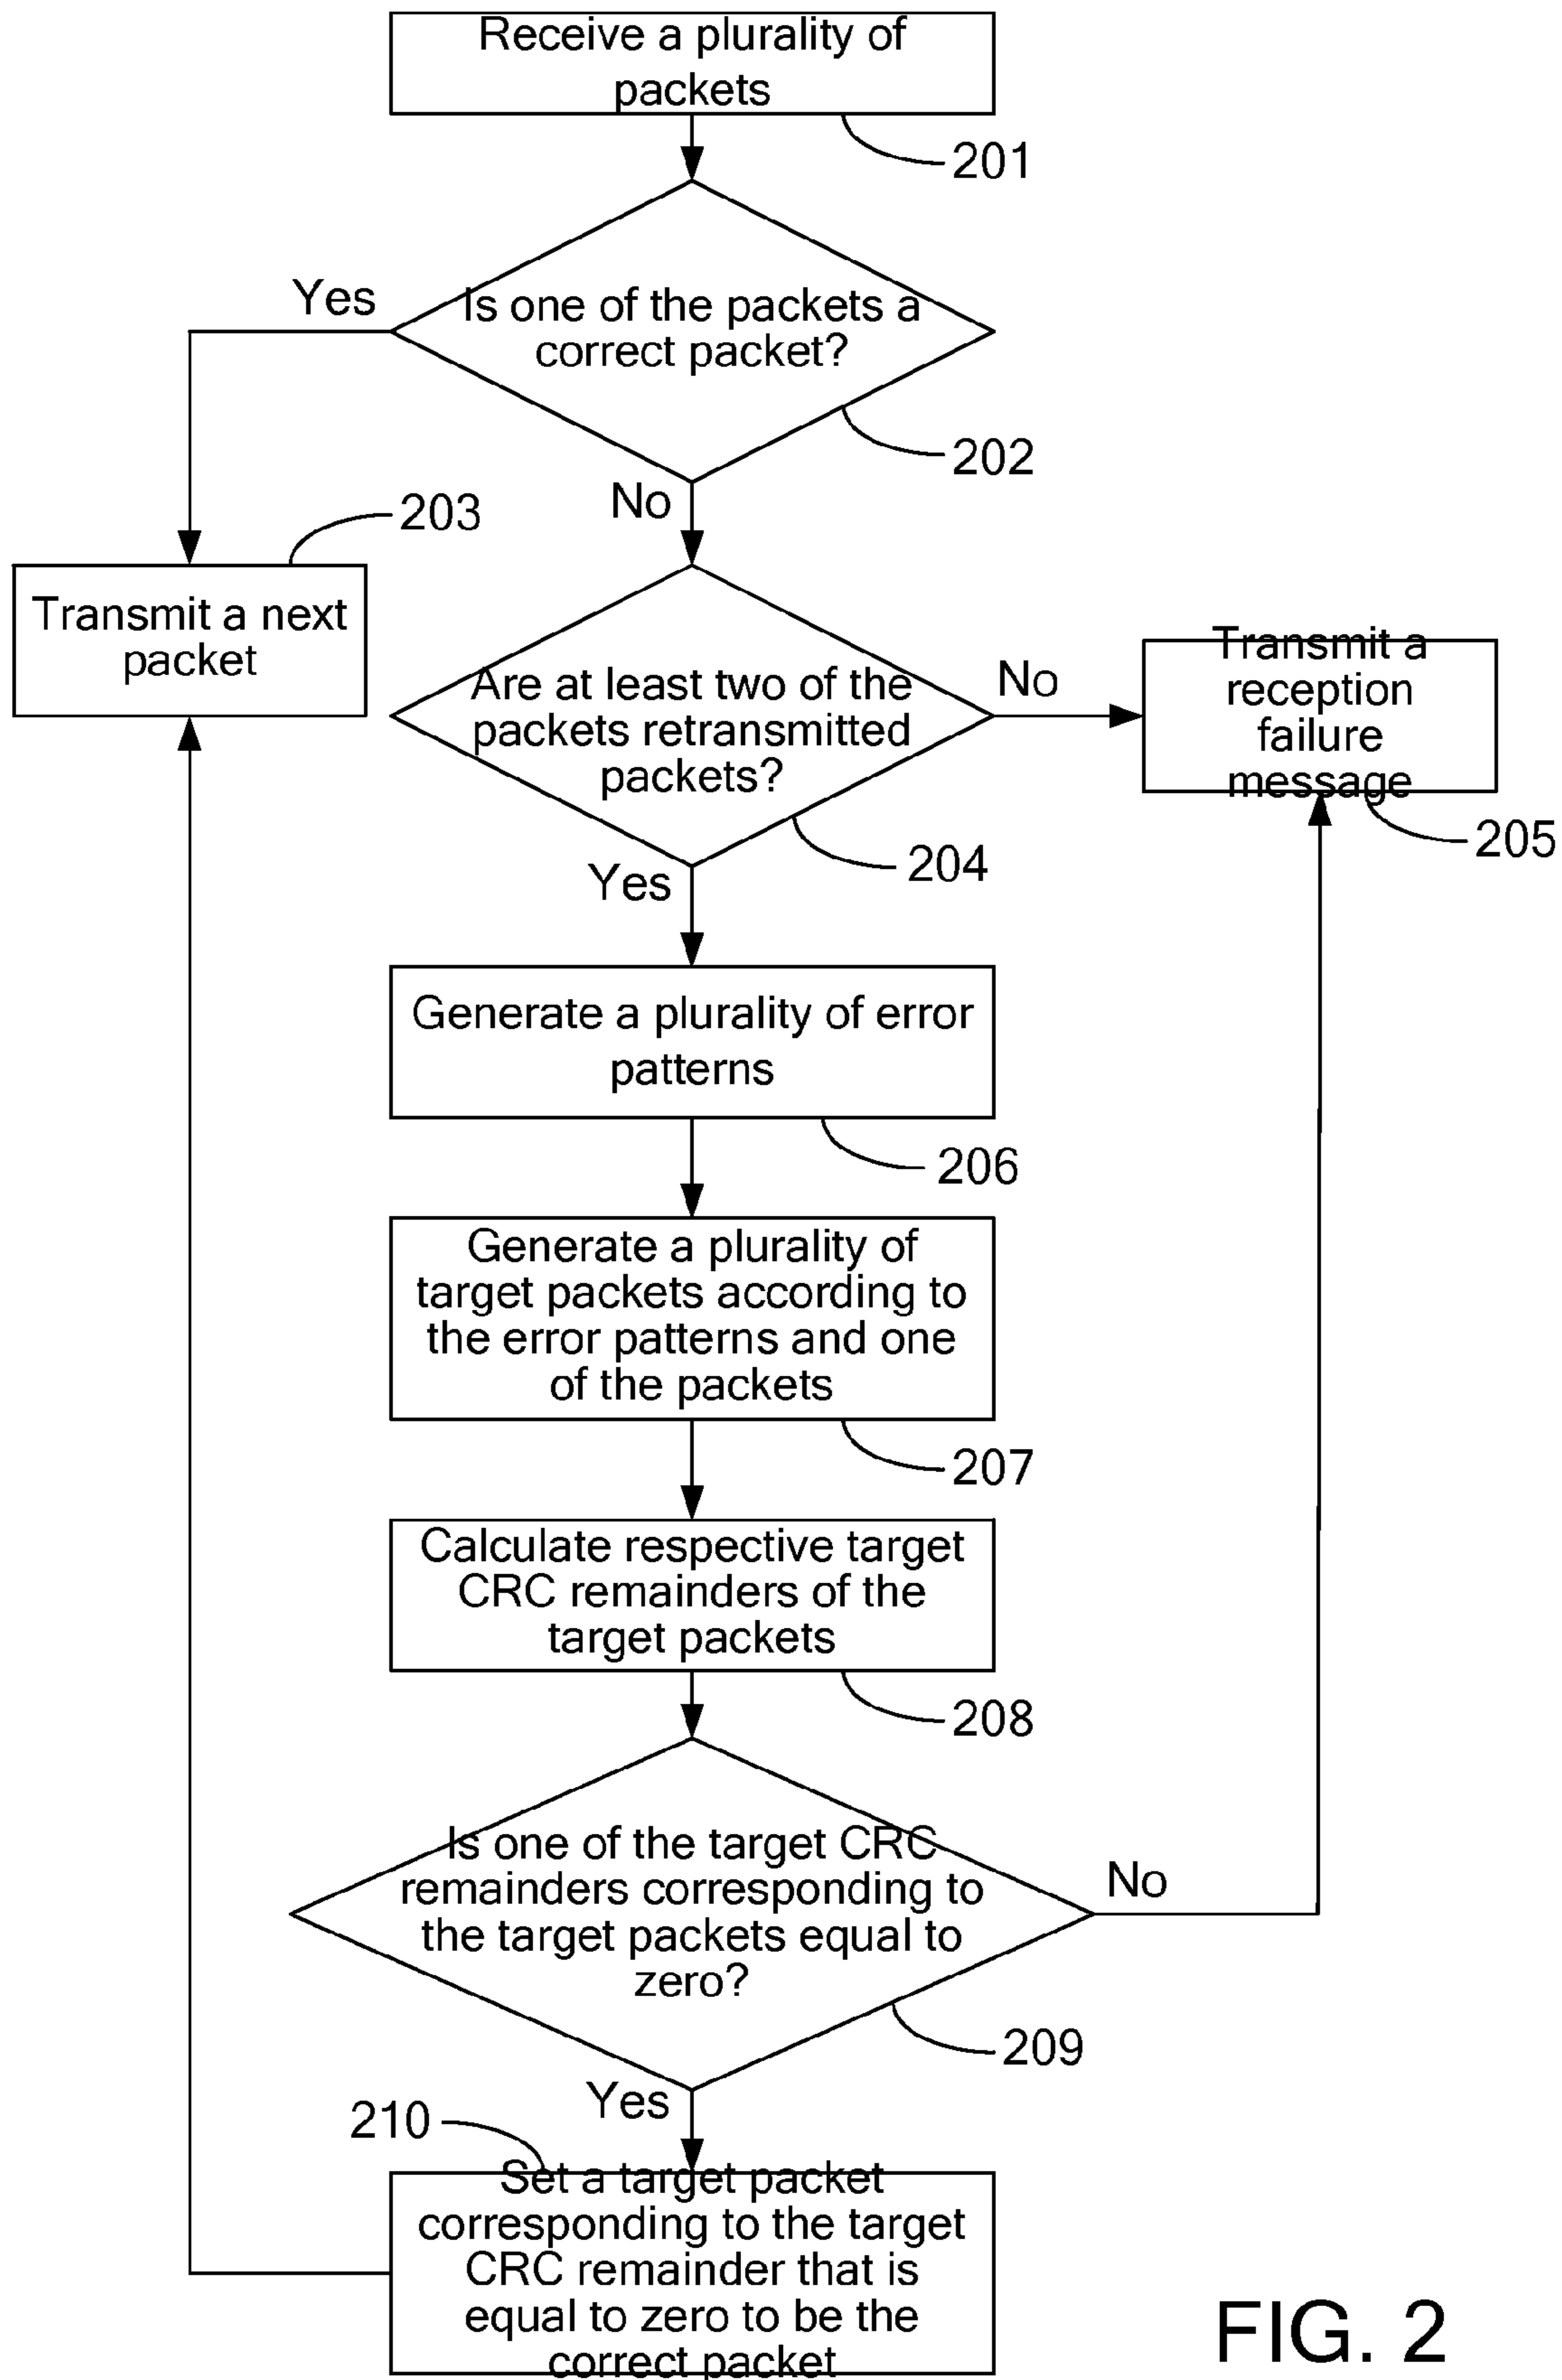 Receive a plurality of
packets
201
Is one of the packets a
correct packet?
Yes
202
No
203
Transmit a next
packet
Are at least two of the
packets retransmitted
packets?
No
Transmit a
reception
failure
message
205
204
Yes
Generate a plurality of error
patterns
206
Generate a plurality of
target packets according to
the error patterns and one
of the packets
207
Calculate respective target
CRC remainders of the
target packets
208
Is one of the target CRC
remainders corresponding to
the target packets equal to
zero?
No
209
Yes
210
Set a target packet
corresponding to the target
CRC remainder that is
equal to zero to be the
correct packet
FIG. 2